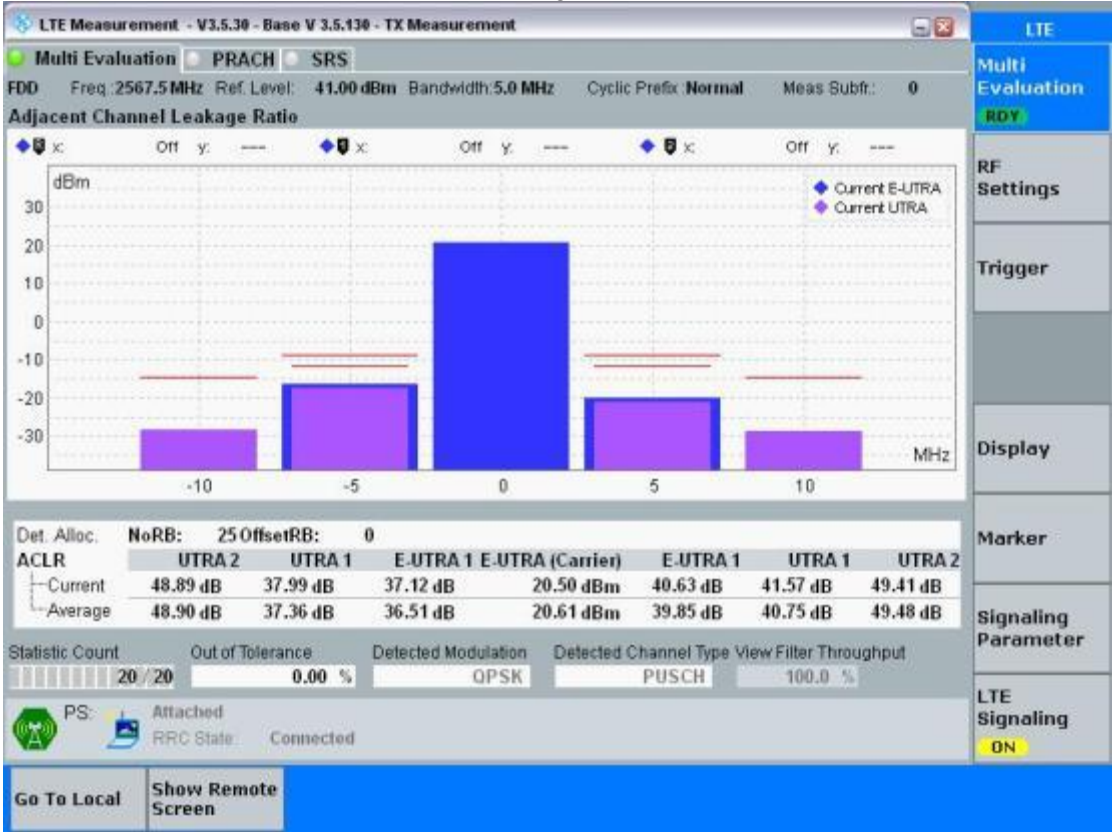 LTE Measurement - V3.5.30 - Base V 3.5.130 - TX Measurement
LTE
Multi Evaluation PRACH SRS
Multi Evaluation
RDY
FDD Freq.:2567.5 MHz Ref. Level: 41.00 dBm Bandwidth:5.0 MHz Cyclic Prefix :Normal Meas Subfr.: 0
Adjacent Channel Leakage Ratio
x: Off y: --- x: Off y: --- x: Off y: ---
dBm
Current E-UTRA
Current UTRA
RF Settings
30
20
Trigger
10
0
-10
-20
-30
MHz
Display
-10 -5 0 5 10
Det. Alloc. NoRB: 25 OffsetRB: 0
Marker
ACLR UTRA 2 UTRA 1 E-UTRA 1 E-UTRA (Carrier) E-UTRA 1 UTRA 1 UTRA 2
Current 48.89 dB 37.99 dB 37.12 dB 20.50 dBm 40.63 dB 41.57 dB 49.41 dB
Average 48.90 dB 37.36 dB 36.51 dB 20.61 dBm 39.85 dB 40.75 dB 49.48 dB
Signaling Parameter
Statistic Count Out of Tolerance Detected Modulation Detected Channel Type View Filter Throughput
20 / 20 0.00 % QPSK PUSCH 100.0 %
LTE Signaling
ON
PS: Attached
RRC State: Connected
Go To Local
Show Remote Screen